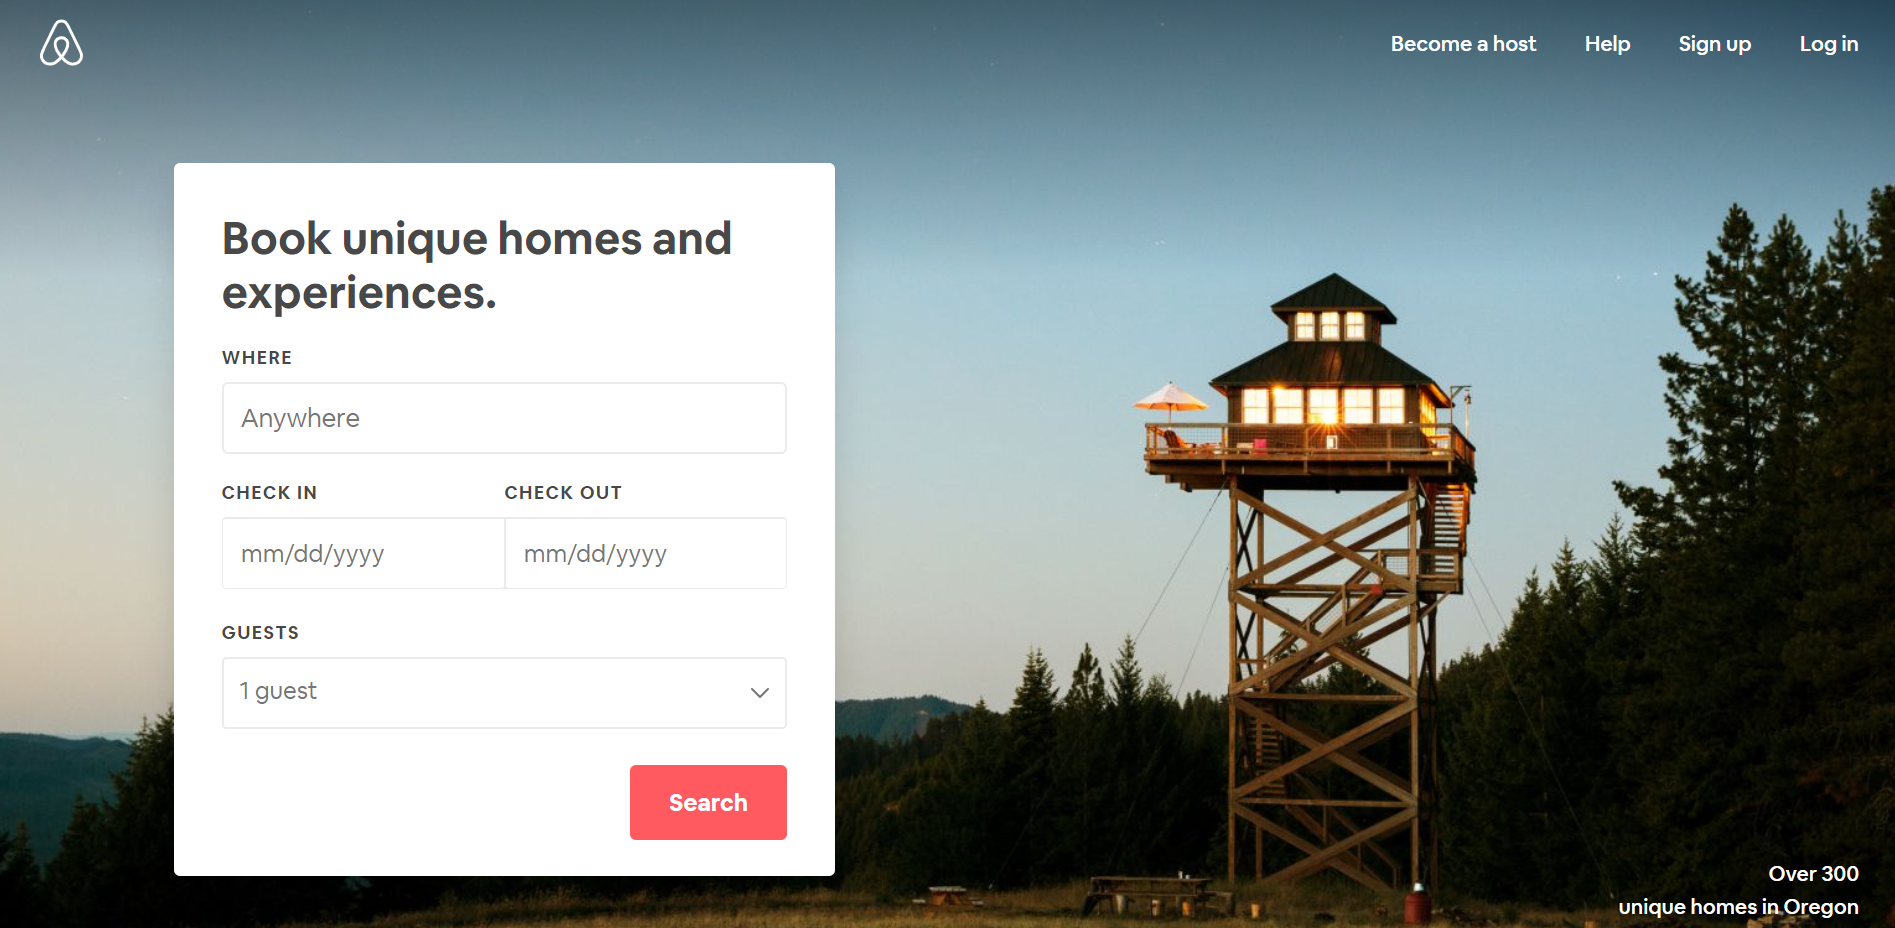 Become a host
Help
Sign up
Log in
Book unique homes and
experiences.
WHERE
Anywhere
CHECK IN
CHECK OUT
mm/dd/yyyy
mm/dd/yyyy
GUESTS
1 guest
Search
Over 300
unique homes in Oregon